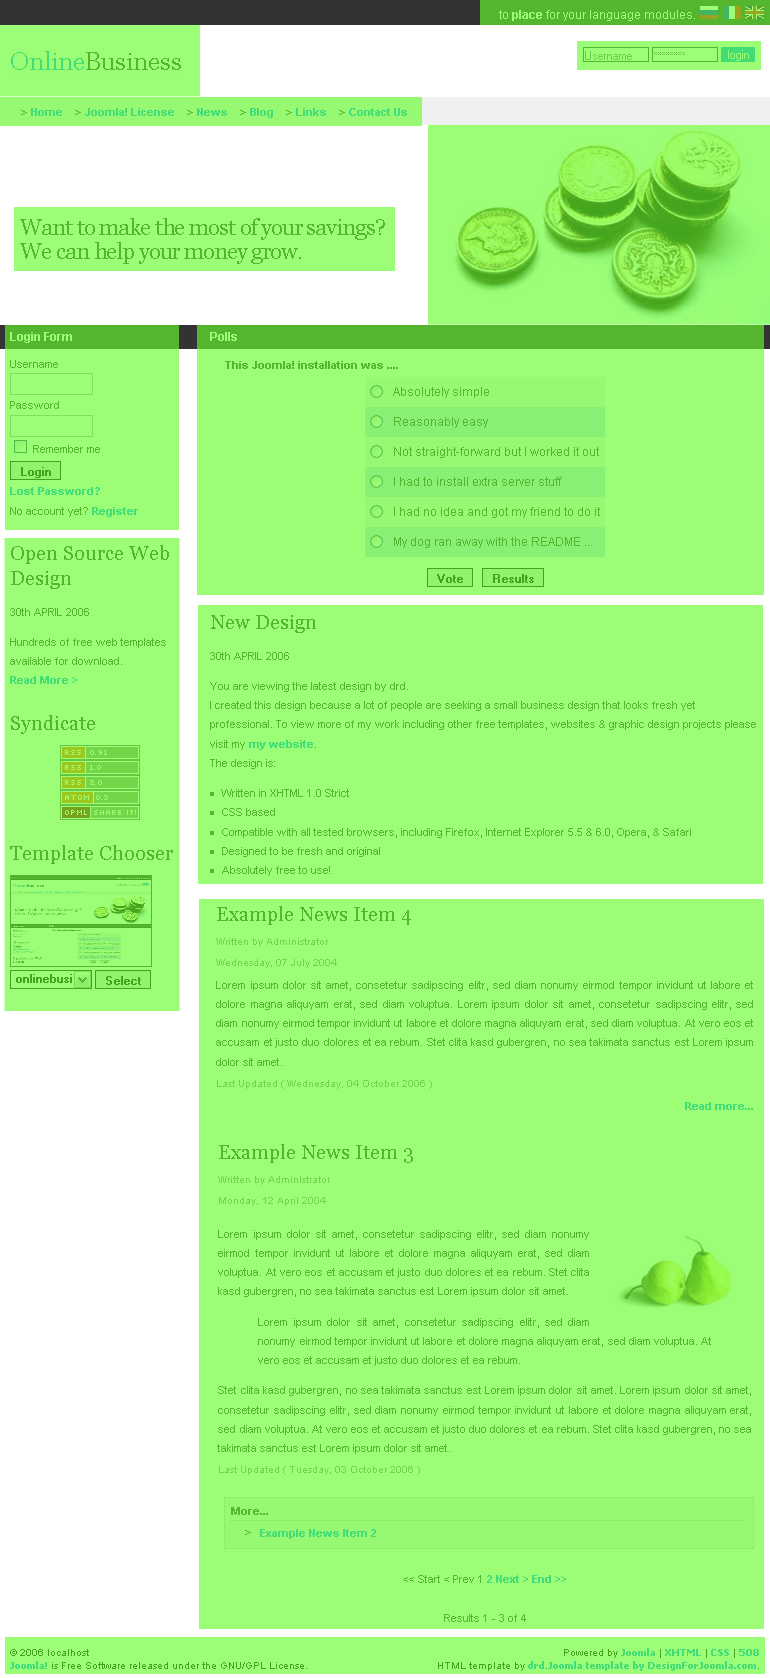 to place for your language modules.
OnlineBusiness
Username ******** login
> Home > Joomla! License > News > Blog > Links > Contact Us
Want to make the most of your savings?
We can help your money grow.
Login Form
Username
Password
Remember me
Login
Lost Password?
No account yet? Register
Open Source Web
Design
30th APRIL 2006
Hundreds of free web templates
available for download.
Read More >
Syndicate
RSS 0.91
RSS 1.0
RSS 2.0
ATOM 0.3
OPML SHARE IT!
Template Chooser
onlinebusi Select
Polls
This Joomla! installation was ....
Absolutely simple
Reasonably easy
Not straight-forward but I worked it out
I had to install extra server stuff
I had no idea and got my friend to do it
My dog ran away with the README ...
Vote Results
New Design
30th APRIL 2006
You are viewing the latest design by drd.
I created this design because a lot of people are seeking a small business design that looks fresh yet
professional. To view more of my work including other free templates, websites & graphic design projects please
visit my my website.
The design is:
Written in XHTML 1.0 Strict
CSS based
Compatible with all tested browsers, including Firefox, Internet Explorer 5.5 & 6.0, Opera, & Safari
Designed to be fresh and original
Absolutely free to use!
Example News Item 4
Written by Administrator
Wednesday, 07 July 2004
Lorem ipsum dolor sit amet, consetetur sadipscing elitr, sed diam nonumy eirmod tempor invidunt ut labore et
dolore magna aliquyam erat, sed diam voluptua. Lorem ipsum dolor sit amet, consetetur sadipscing elitr, sed
diam nonumy eirmod tempor invidunt ut labore et dolore magna aliquyam erat, sed diam voluptua. At vero eos et
accusam et justo duo dolores et ea rebum. Stet clita kasd gubergren, no sea takimata sanctus est Lorem ipsum
dolor sit amet.
Last Updated ( Wednesday, 04 October 2006 )
Read more...
Example News Item 3
Written by Administrator
Monday, 12 April 2004
Lorem ipsum dolor sit amet, consetetur sadipscing elitr, sed diam nonumy
eirmod tempor invidunt ut labore et dolore magna aliquyam erat, sed diam
voluptua. At vero eos et accusam et justo duo dolores et ea rebum. Stet clita
kasd gubergren, no sea takimata sanctus est Lorem ipsum dolor sit amet.
Lorem ipsum dolor sit amet, consetetur sadipscing elitr, sed diam
nonumy eirmod tempor invidunt ut labore et dolore magna aliquyam erat, sed diam voluptua. At
vero eos et accusam et justo duo dolores et ea rebum.
Stet clita kasd gubergren, no sea takimata sanctus est Lorem ipsum dolor sit amet. Lorem ipsum dolor sit amet,
consetetur sadipscing elitr, sed diam nonumy eirmod tempor invidunt ut labore et dolore magna aliquyam erat,
sed diam voluptua. At vero eos et accusam et justo duo dolores et ea rebum. Stet clita kasd gubergren, no sea
takimata sanctus est Lorem ipsum dolor sit amet.
Last Updated ( Tuesday, 03 October 2006 )
More...
> Example News Item 2
<< Start < Prev 1 2 Next > End >>
Results 1 - 3 of 4
© 2006 localhost
Joomla! is Free Software released under the GNU/GPL License.
Powered by Joomla | XHTML | CSS | 508
HTML template by drd.Joomla template by DesignForJoomla.com.